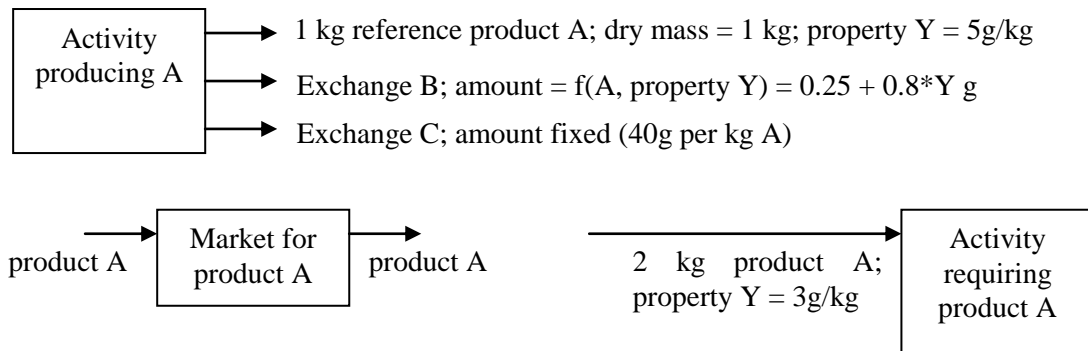 Activity
producing A
1 kg reference product A; dry mass = 1 kg; property Y = 5g/kg
Exchange B; amount = f(A, property Y) = 0.25 + 0.8*Y g
Exchange C; amount fixed (40g per kg A)
product A
Market for
product A
product A
2 kg product A;
property Y = 3g/kg
Activity
requiring
product A